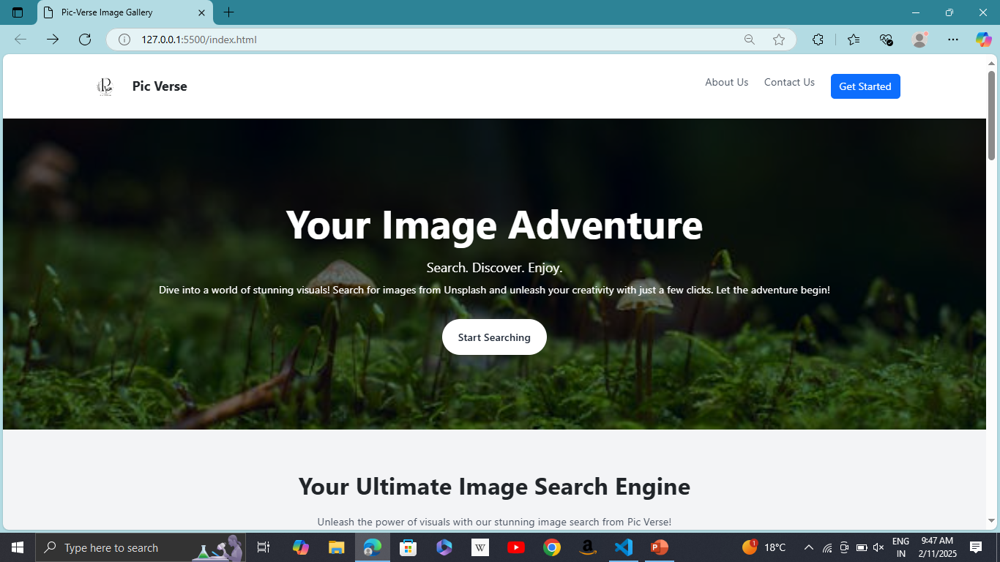 Pic-Verse Image Gallery
127.0.0.1:5500/index.html
Pic Verse
About Us
Contact Us
Get Started
Your Image Adventure
Search. Discover. Enjoy.
Dive into a world of stunning visuals! Search for images from Unsplash and unleash your creativity with just a few clicks. Let the adventure begin!
Start Searching
Your Ultimate Image Search Engine
Unleash the power of visuals with our stunning image search from Pic Verse!
Type here to search
W
a
P
1
18°C
ENG
IN
9:47 AM
2/11/2025